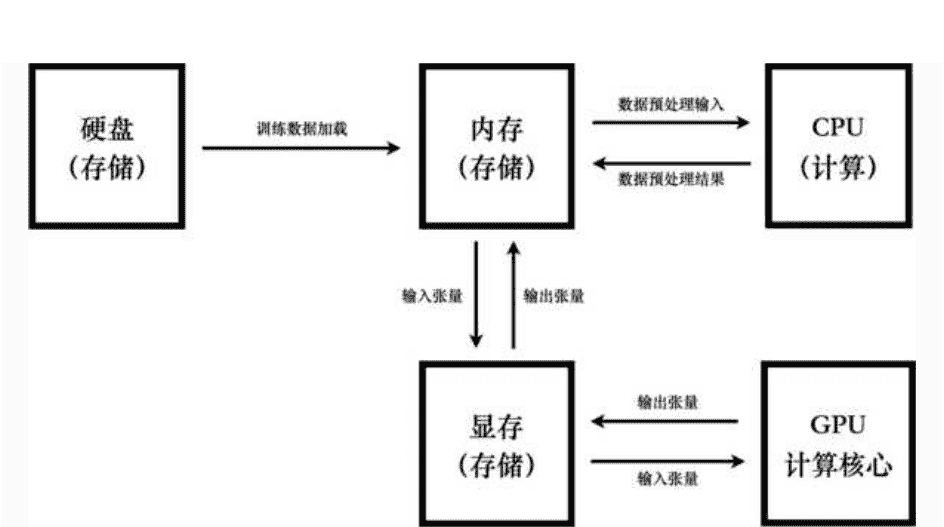 硬盘
（存储）
训练数据加载
内存
（存储）
数据预处理输入
数据预处理结果
CPU
（计算）
输入张量
输出张量
显存
（存储）
输出张量
输入张量
GPU
计算核心